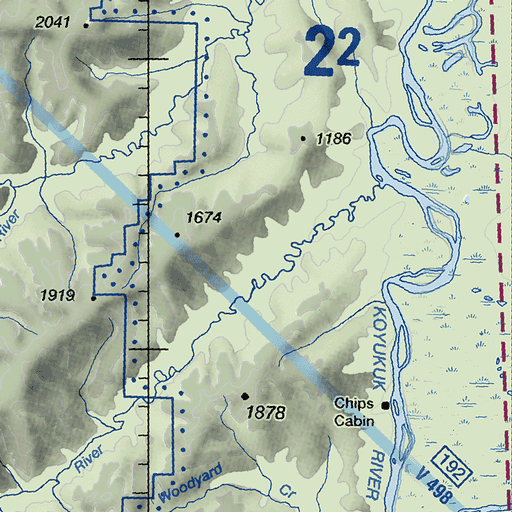 2041
2²
1186
River
1674
1919
KOYUKUK
Chips
Cabin
1878
192
River
Woodyard
Cr
RIVER
V 498